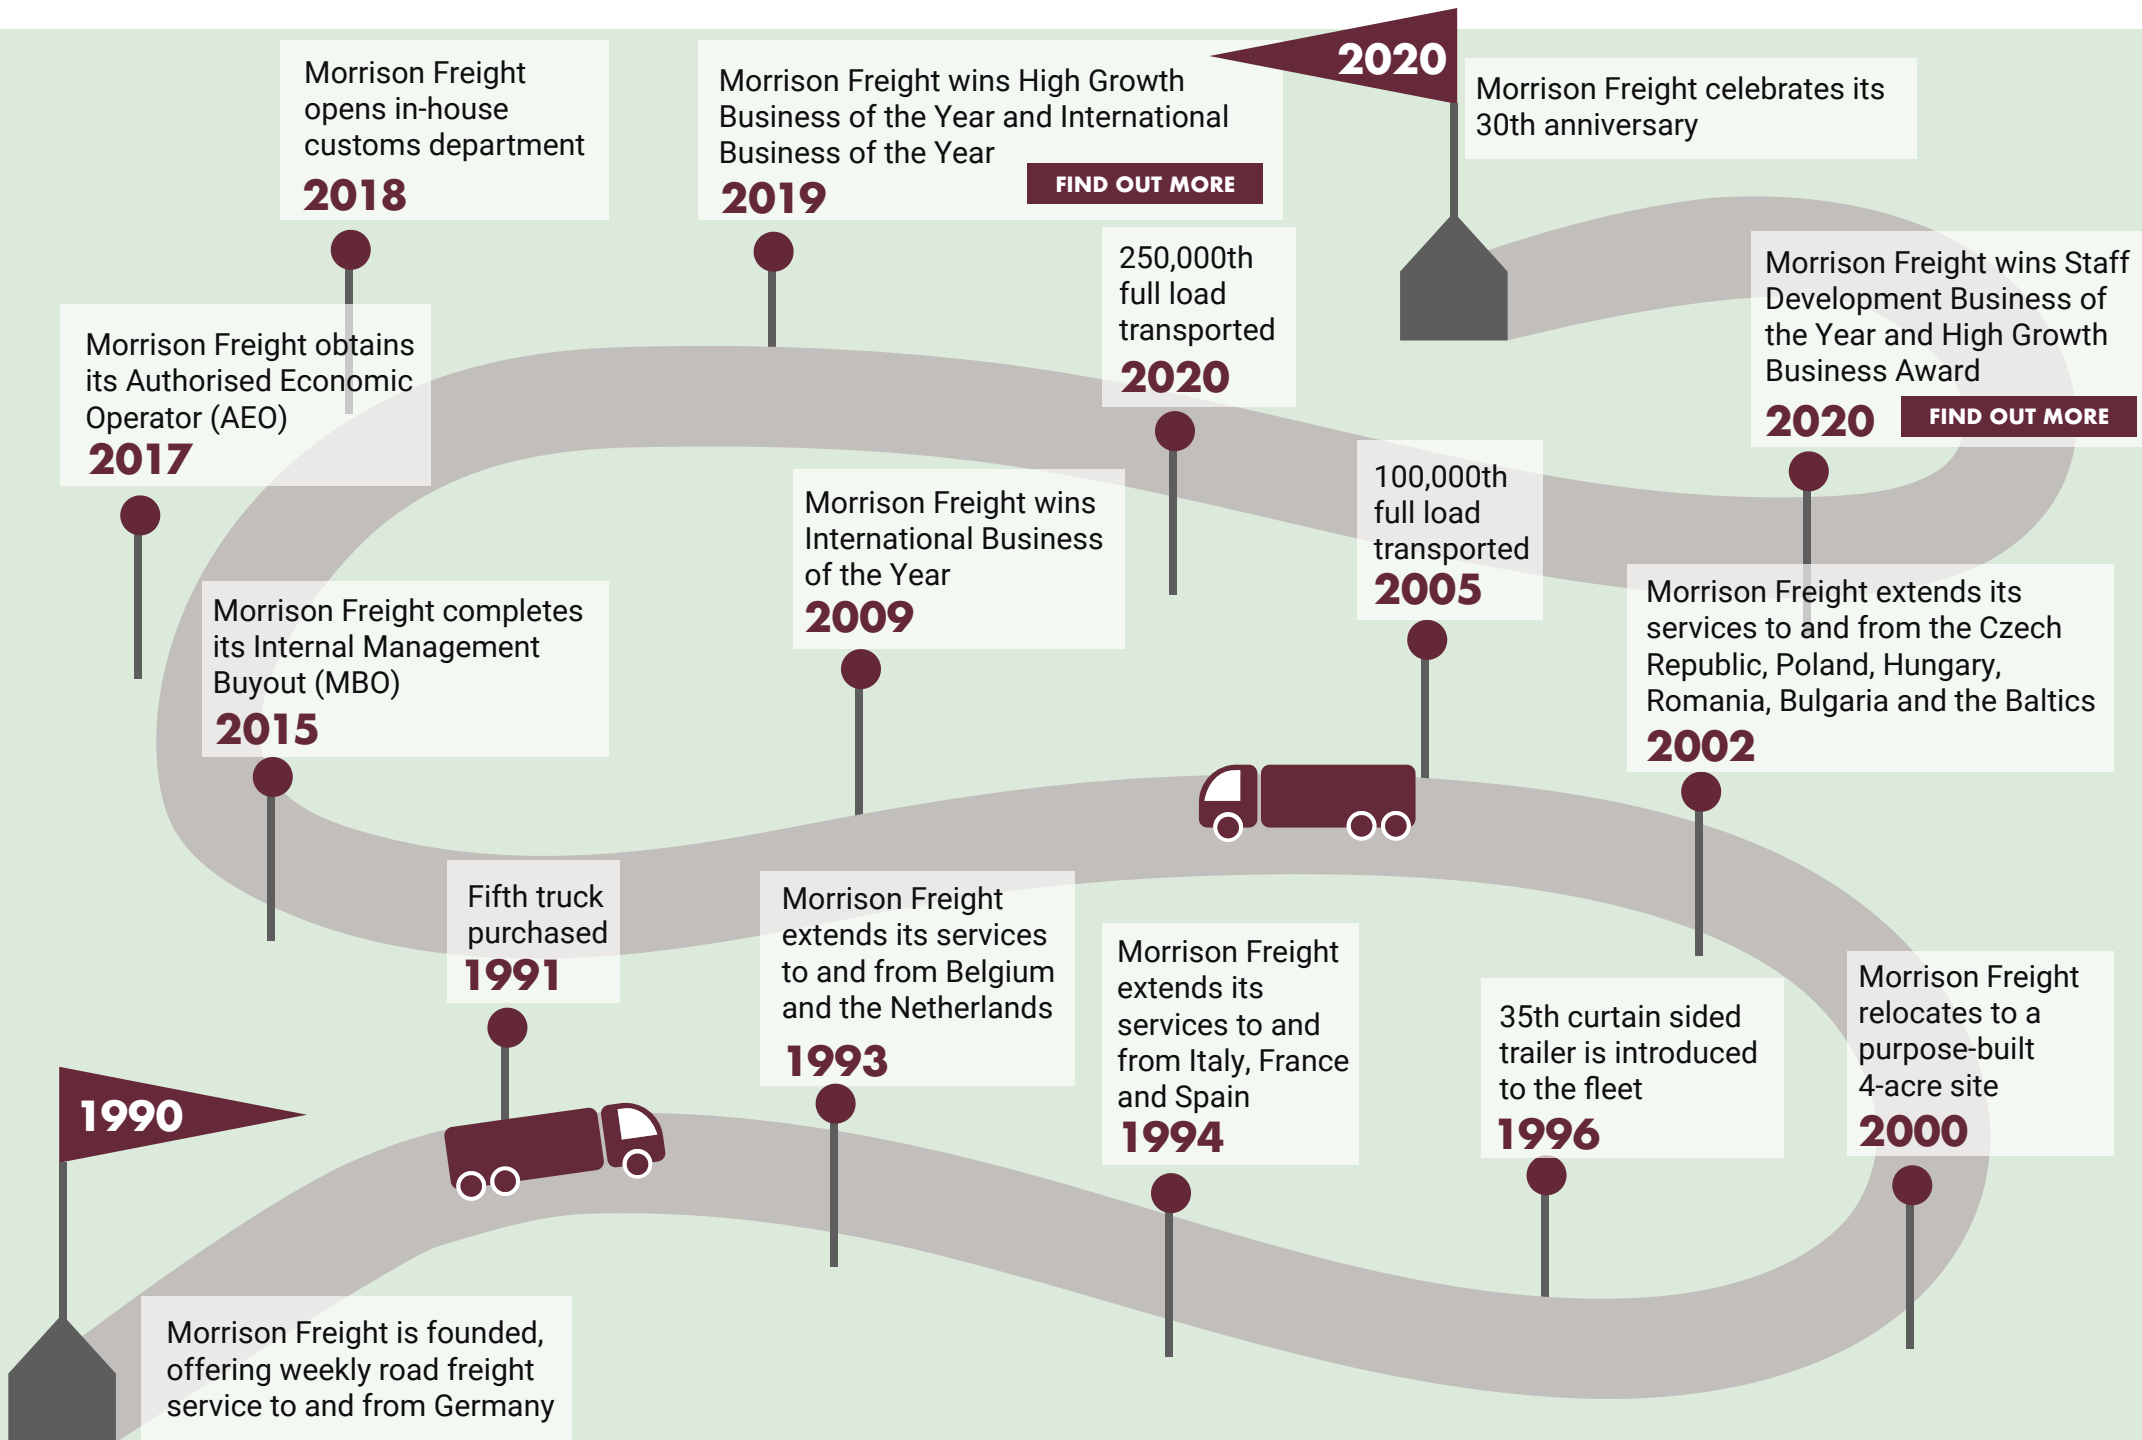 Morrison Freight
opens in-house
customs department
2018
Morrison Freight wins High Growth
Business of the Year and International
Business of the Year
2019
FIND OUT MORE
2020
Morrison Freight celebrates its
30th anniversary
250,000th
full load
transported
2020
Morrison Freight wins Staff
Development Business of
the Year and High Growth
Business Award
2020
FIND OUT MORE
Morrison Freight obtains
its Authorised Economic
Operator (AEO)
2017
Morrison Freight wins
International Business
of the Year
2009
100,000th
full load
transported
2005
Morrison Freight completes
its Internal Management
Buyout (MBO)
2015
Morrison Freight extends its
services to and from the Czech
Republic, Poland, Hungary,
Romania, Bulgaria and the Baltics
2002
Fifth truck
purchased
1991
Morrison Freight
extends its services
to and from Belgium
and the Netherlands
1993
Morrison Freight
extends its
services to and
from Italy, France
and Spain
1994
35th curtain sided
trailer is introduced
to the fleet
1996
Morrison Freight
relocates to a
purpose-built
4-acre site
2000
1990
Morrison Freight is founded,
offering weekly road freight
service to and from Germany